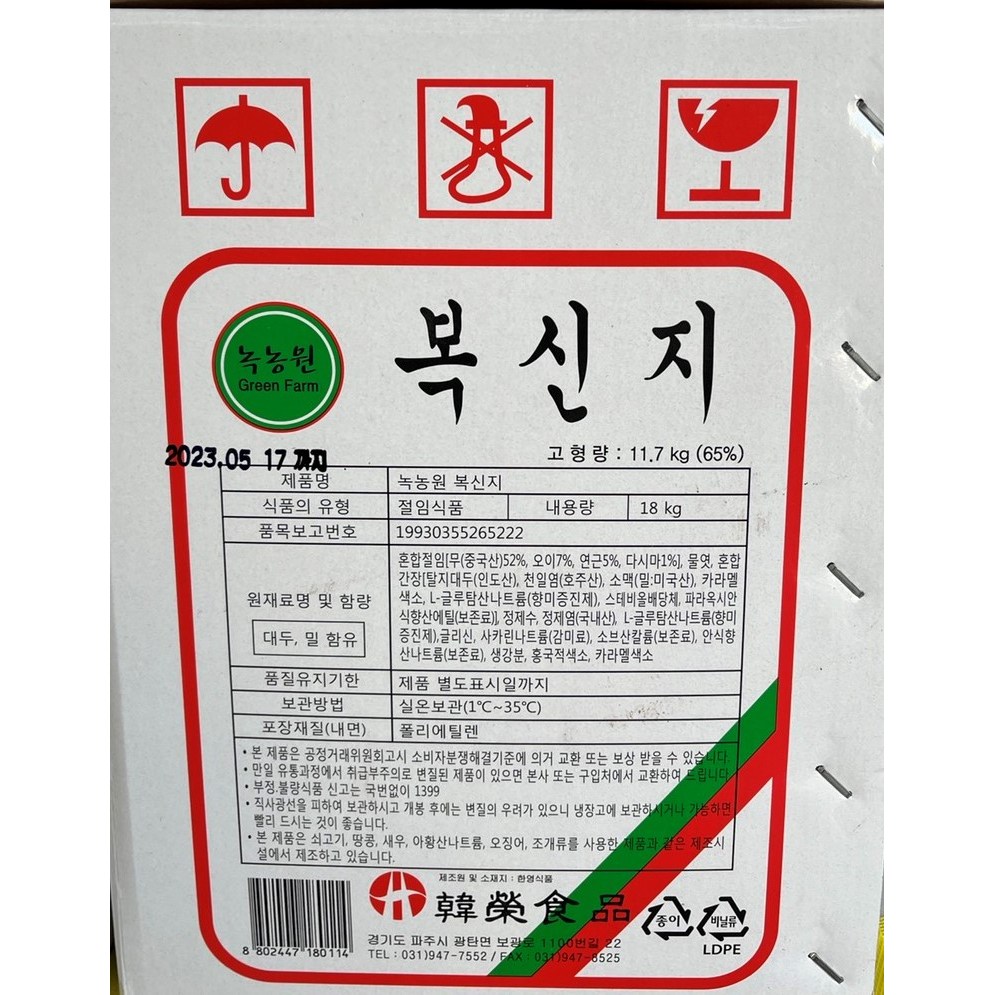 녹농원
Green Farm
복신지
고형량 : 11.7 kg (65%)
2023.05 17 까지
제품명 녹농원 복신지
식품의 유형 절임식품 내용량 18 kg
품목보고번호 19930355265222
원재료명 및 함량
대두, 밀 함유
혼합절임[무(중국산)52%, 오이7%, 연근5%, 다시마1%], 물엿, 혼합
간장[탈지대두(인도산), 천일염(호주산), 소맥(밀:미국산), 카라멜
색소, L-글루탐산나트륨(향미증진제), 스테비올배당체, 파라옥시안
식향산에틸(보존료)], 정제수, 정제염(국내산), L-글루탐산나트륨(향미
증진제),글리신, 사카린나트륨(감미료), 소브산칼륨(보존료), 안식향
산나트륨(보존료), 생강분, 홍국적색소, 카라멜색소
품질유지기한 제품 별도표시일까지
보관방법 실온보관(1℃~35℃)
포장재질(내면) 폴리에틸렌
• 본 제품은 공정거래위원회고시 소비자분쟁해결기준에 의거 교환 또는 보상 받을 수 있습니다.
• 만일 유통과정에서 취급부주의로 변질된 제품이 있으면 본사 또는 구입처에서 교환하여 드립니다
• 부정.불량식품 신고는 국번없이 1399
• 직사광선을 피하여 보관하시고 개봉 후에는 변질의 우려가 있으니 냉장고에 보관하시거나 가능하면
빨리 드시는 것이 좋습니다.
• 본 제품은 쇠고기, 땅콩, 새우, 아황산나트륨, 오징어, 조개류를 사용한 제품과 같은 제조시
설에서 제조하고 있습니다.
제조원 및 소재지 : 한영식품
韓榮食品
경기도 파주시 광탄면 보광로 1100번길 22
TEL : 031)947-7552 / FAX : 031)947-8525
8 802447 180114
종이
비닐류
LDPE